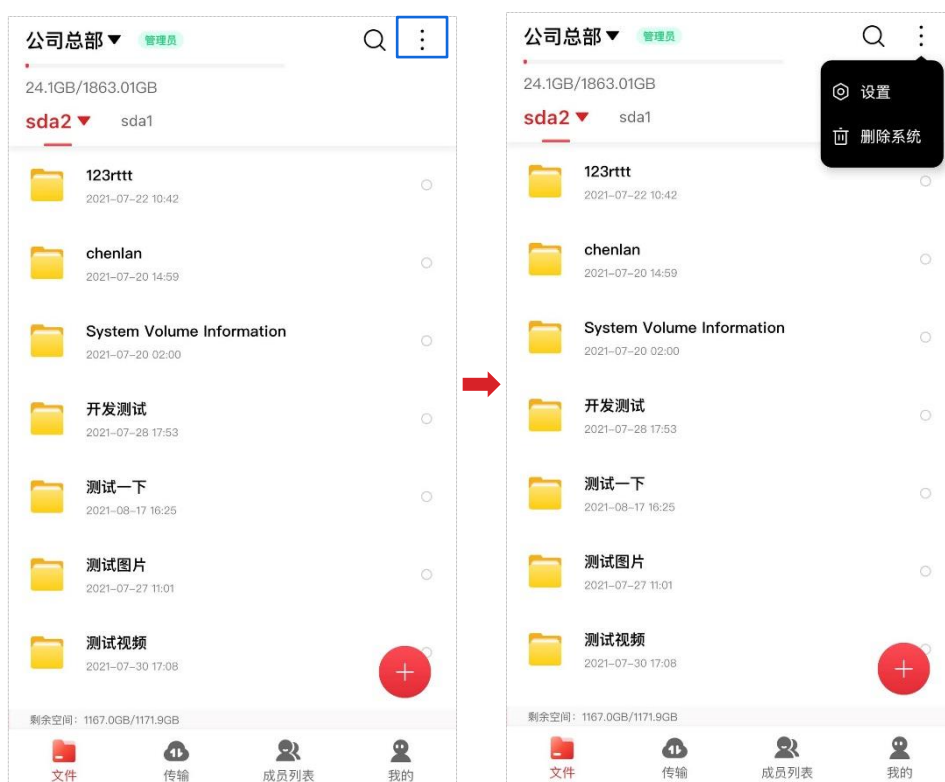 公司总部▼ 管理员
24.1GB/1863.01GB
sda2▼ sda1
123rttt
2021-07-22 10:42
chenlan
2021-07-20 14:59
System Volume Information
2021-07-20 02:00
开发测试
2021-07-28 17:53
测试一下
2021-08-17 16:25
测试图片
2021-07-27 11:01
测试视频
2021-07-30 17:08
剩余空间：1167.0GB/1171.9GB
文件 传输 成员列表 我的
公司总部▼ 管理员
24.1GB/1863.01GB
设置
sda2▼ sda1
删除系统
123rttt
2021-07-22 10:42
chenlan
2021-07-20 14:59
System Volume Information
2021-07-20 02:00
开发测试
2021-07-28 17:53
测试一下
2021-08-17 16:25
测试图片
2021-07-27 11:01
测试视频
2021-07-30 17:08
剩余空间：1167.0GB/1171.9GB
文件 传输 成员列表 我的